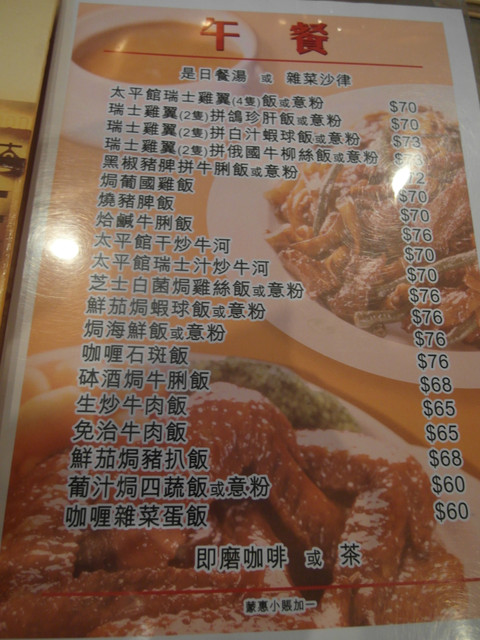 午餐
是日餐湯 或 雜菜沙律
太平館瑞士雞翼(4隻)飯或意粉 $70
瑞士雞翼(2隻)拼鴿珍肝飯或意粉 $70
瑞士雞翼(2隻)拼白汁蝦球飯或意粉 $73
瑞士雞翼(2隻)拼俄國牛柳絲飯或意粉
黑椒豬脾拼牛脷飯或意粉 $72
焗葡國雞飯 $70
燒豬脾飯 $70
烚鹹牛脷飯 $76
太平館干炒牛河 $70
太平館瑞士汁炒牛河 $70
芝士白菌焗雞絲飯或意粉 $76
鮮茄焗蝦球飯或意粉 $76
焗海鮮飯或意粉 $76
咖喱石斑飯 $76
砵酒焗牛脷飯 $68
生炒牛肉飯 $65
免治牛肉飯 $65
鮮茄焗豬扒飯 $68
葡汁焗四蔬飯或意粉 $60
咖喱雜菜蛋飯 $60
即磨咖啡 或 茶
蒙惠小賬加一